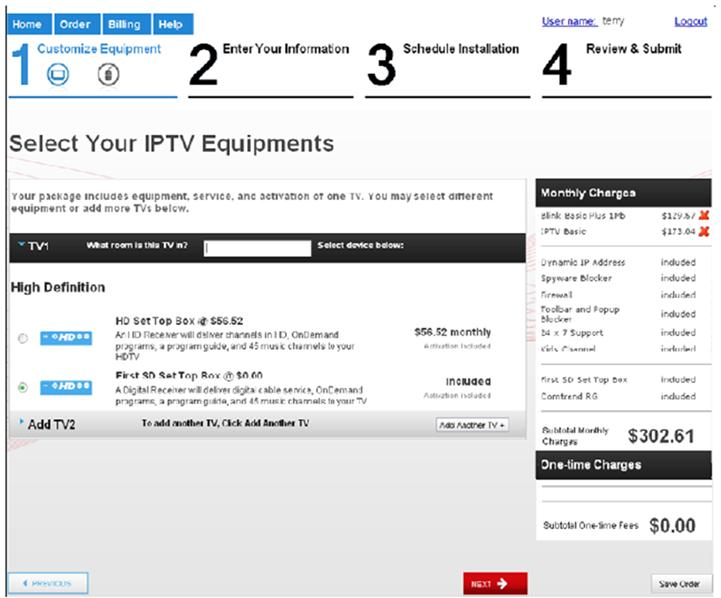 Home Order Billing Help
User name: terry Logout
1 Customize Equipment
2 Enter Your Information
3 Schedule Installation
4 Review & Submit
Select Your IPTV Equipments
Your package includes equipment, service, and activation of one TV. You may select different
equipment or add more TVs below.
TV1 What room is this TV in? Select device below:
High Definition
HD Set Top Box @ $56.52
An HD Receiver will deliver channels in HD, OnDemand
programs, a program guide, and 45 music channels to your
HDTV
$56.52 monthly
Activation Included
HD
First SD Set Top Box @ $0.00
A Digital Receiver will deliver digital cable service, OnDemand
programs, a program guide, and 45 music channels to your TV
Included
Activation Included
HD
Add TV2 To add another TV, Click Add Another TV Add Another TV +
Monthly Charges
Blink Basic Plus 1Mb $129.57
IPTV Basic $173.04
Dynamic IP Address included
Spyware Blocker included
Firewall included
Toolbar and Popup
Blocker included
24 x 7 Support included
Kids Channel included
First SD Set Top Box included
Comtrend RG included
Subtotal Monthly
Charges $302.61
One-time Charges
Subtotal One-time Fees $0.00
PREVIOUS
NEXT
Save Order